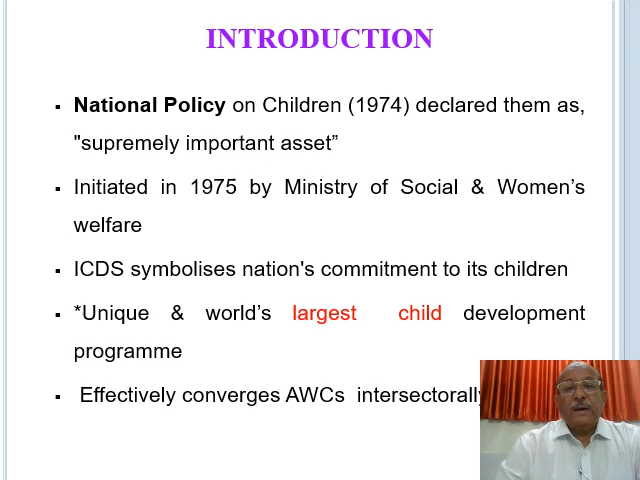 INTRODUCTION
▪ National Policy on Children (1974) declared them as,
"supremely important asset”
▪ Initiated in 1975 by Ministry of Social & Women’s
welfare
▪ ICDS symbolises nation's commitment to its children
▪ *Unique & world’s largest child development
programme
▪ Effectively converges AWCs intersectorally